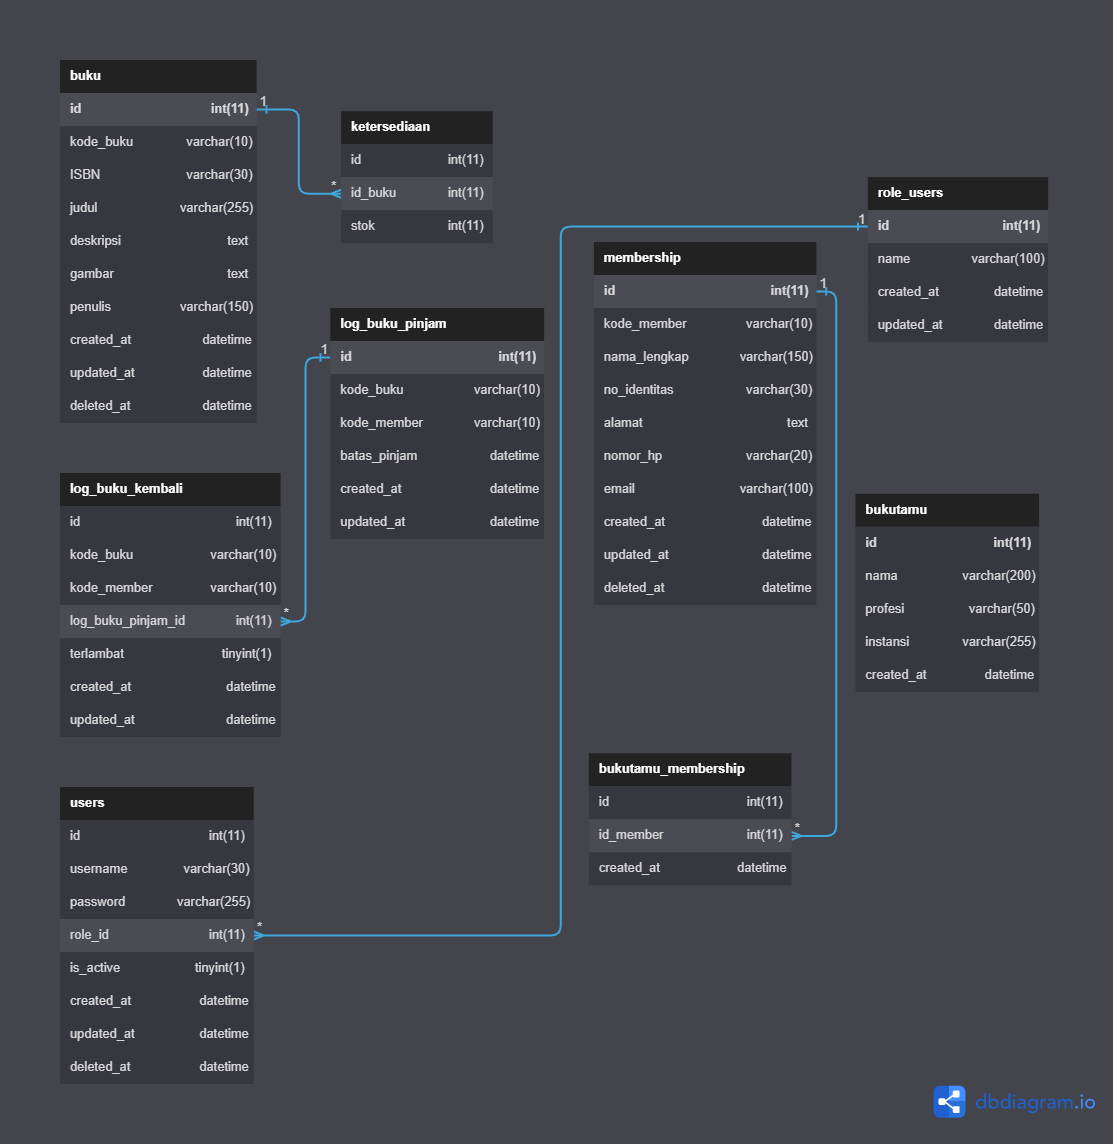 buku
id int(11)
kode_buku varchar(10)
ISBN varchar(30)
judul varchar(255)
deskripsi text
gambar text
penulis varchar(150)
created_at datetime
updated_at datetime
deleted_at datetime
1
*
ketersediaan
id int(11)
id_buku int(11)
stok int(11)
role_users
1
id int(11)
name varchar(100)
created_at datetime
updated_at datetime
membership
id int(11)
1
kode_member varchar(10)
nama_lengkap varchar(150)
no_identitas varchar(30)
alamat text
nomor_hp varchar(20)
email varchar(100)
created_at datetime
updated_at datetime
deleted_at datetime
log_buku_pinjam
1
id int(11)
kode_buku varchar(10)
kode_member varchar(10)
batas_pinjam datetime
created_at datetime
updated_at datetime
log_buku_kembali
id int(11)
kode_buku varchar(10)
kode_member varchar(10)
log_buku_pinjam_id int(11)
*
terlambat tinyint(1)
created_at datetime
updated_at datetime
bukutamu
id int(11)
nama varchar(200)
profesi varchar(50)
instansi varchar(255)
created_at datetime
bukutamu_membership
id int(11)
id_member int(11)
*
created_at datetime
users
id int(11)
username varchar(30)
password varchar(255)
role_id int(11)
*
is_active tinyint(1)
created_at datetime
updated_at datetime
deleted_at datetime
dbdiagram.io